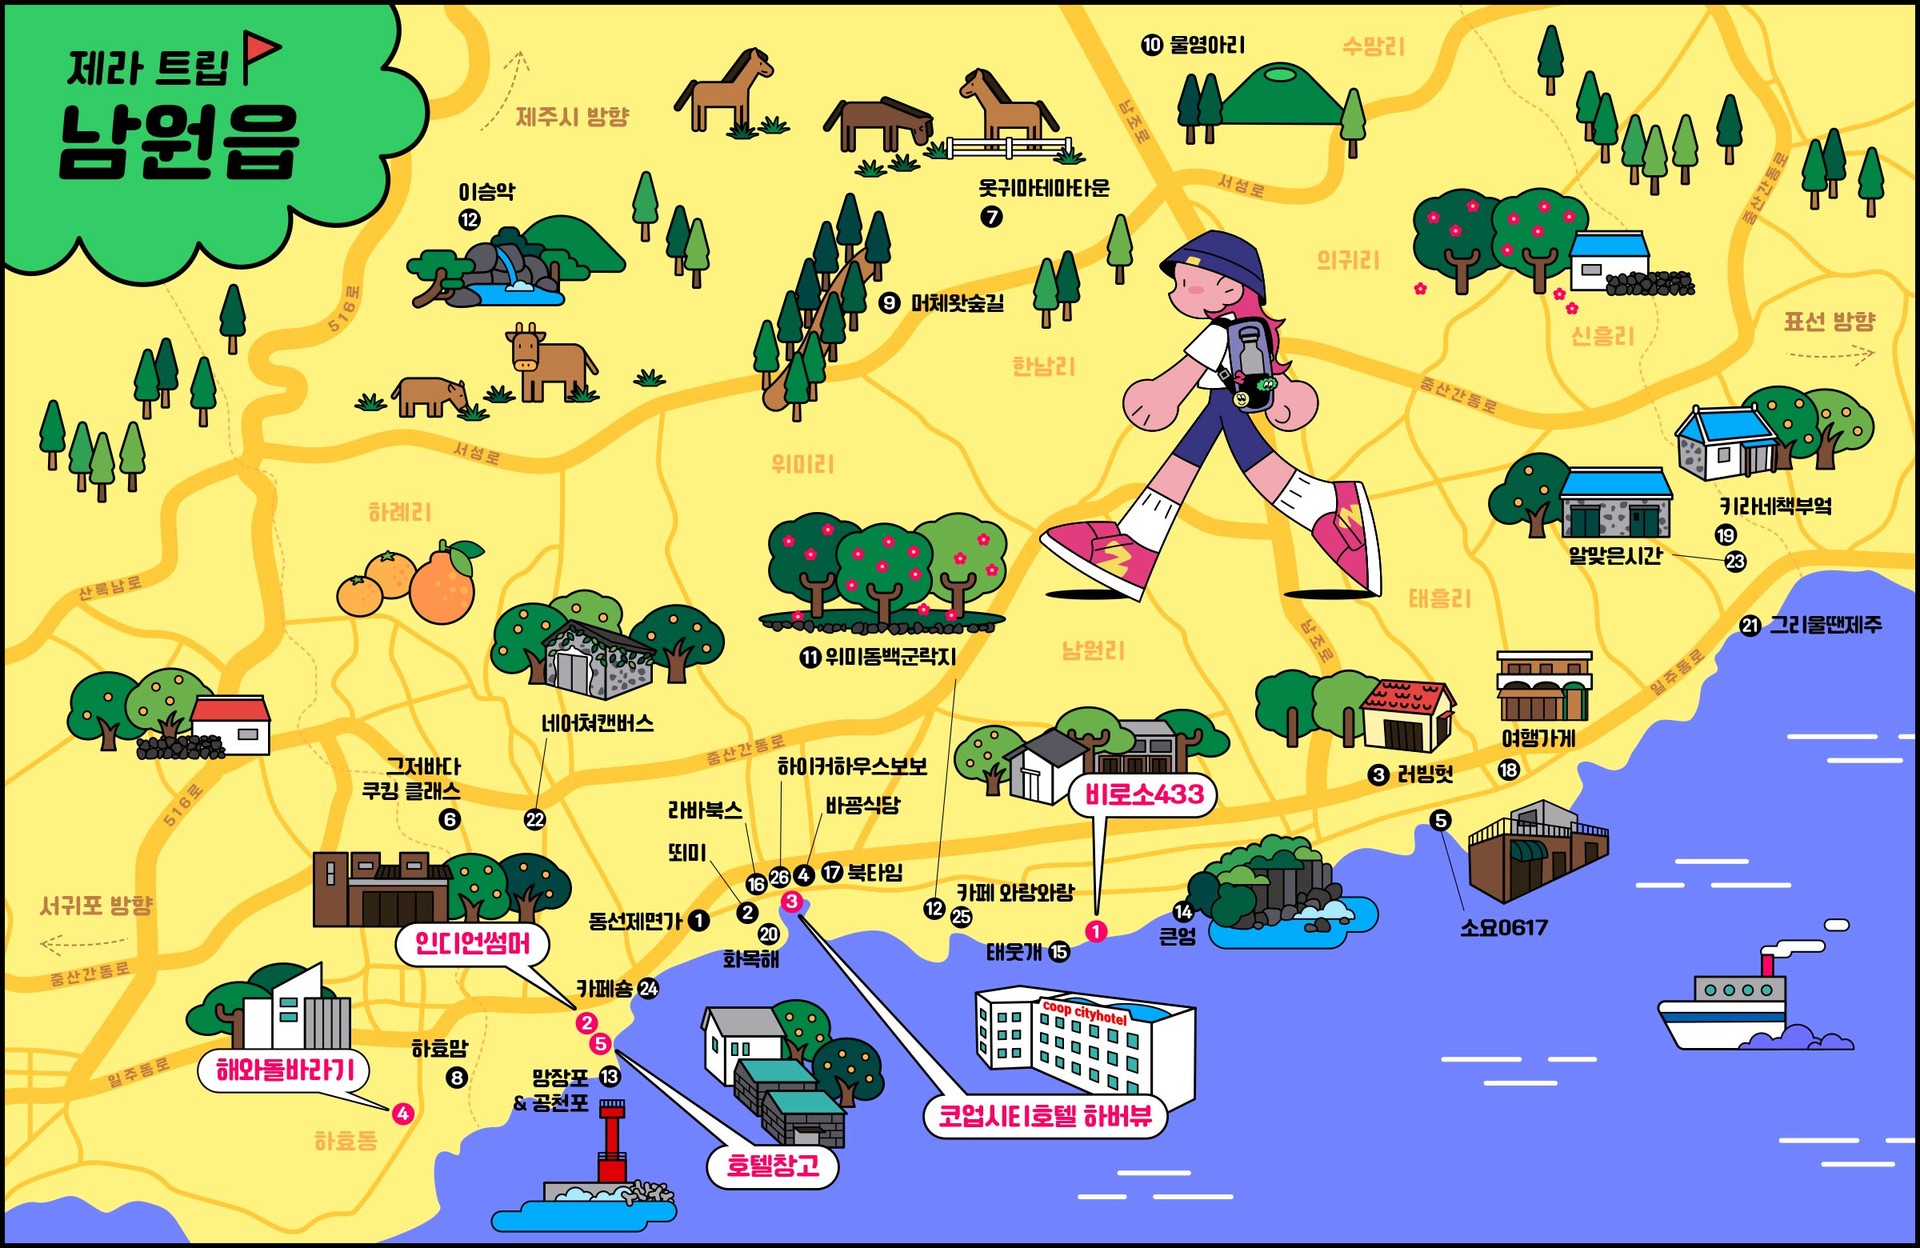 제라 트립
남원읍
제주시 방향
이승악
12
516로
서성로
옷귀마테마타운
7
9 머체왓숲길
10 물영아리
수망리
남조로
서성로
의귀리
중산간동로
신흥리
표선 방향
한남리
중산간동로
위미리
하례리
산록남로
키라네책부엌
19
알맞은시간
23
태흥리
21 그리울땐제주
일주동로
남조로
남원리
11 위미동백군락지
네어쳐캔버스
22
그저바다
쿠킹 클래스
6
516로
중산간동로
하이커하우스보보
라바북스
바굥식당
뙤미
16 26 4 17 북타임
3
동선제면가 1
2
20
화목해
비로소433
3 러빙헛
여행가게
18
5
소요0617
12
카페 와랑와랑
25
태웃개 15
1
14
큰엉
서귀포 방향
중산간동로
인디언썸머
카페숑 24
2
5
해와돌바라기
4
하효맘
8
일주동로
하효동
망장포 13
& 공천포
coop cityhotel
코업시티호텔 하버뷰
호텔창고